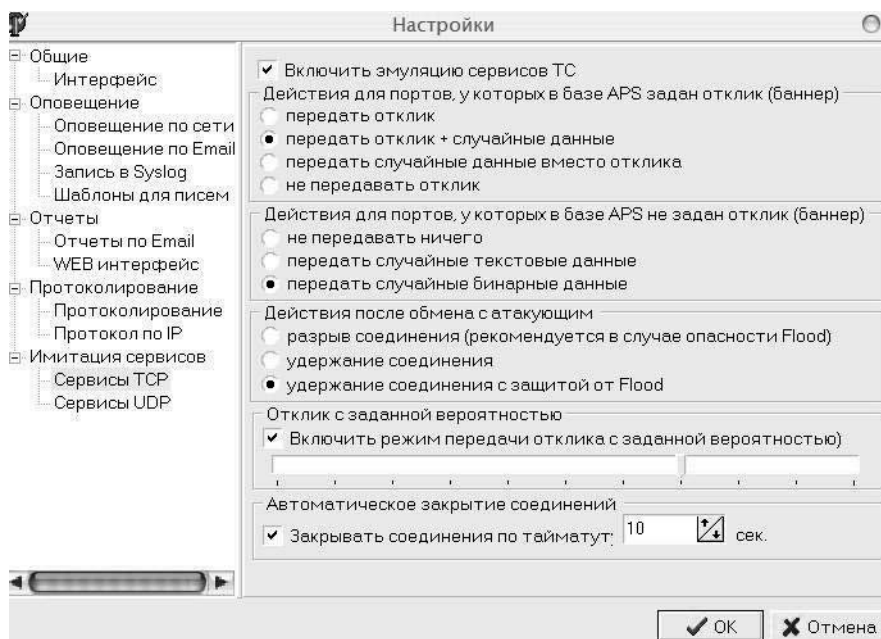 Настройки
Общие
Интерфейс
Оповещение
Оповещение по сети
Оповещение по Email
Запись в Syslog
Шаблоны для писем
Отчеты
Отчеты по Email
WEB интерфейс
Протоколирование
Протоколирование
Протокол по IP
Имитация сервисов
Сервисы TCP
Сервисы UDP
Включить эмуляцию сервисов TC
Действия для портов, у которых в базе APS задан отклик (баннер)
передать отклик
передать отклик + случайные данные
передать случайные данные вместо отклика
не передавать отклик
Действия для портов, у которых в базе APS не задан отклик (баннер)
не передавать ничего
передать случайные текстовые данные
передать случайные бинарные данные
Действия после обмена с атакующим
разрыв соединения (рекомендуется в случае опасности Flood)
удержание соединения
удержание соединения с защитой от Flood
Отклик с заданной вероятностью
Включить режим передачи отклика с заданной вероятностью)
Автоматическое закрытие соединений
Закрывать соединения по таймауту: 10 сек.
OK Отмена